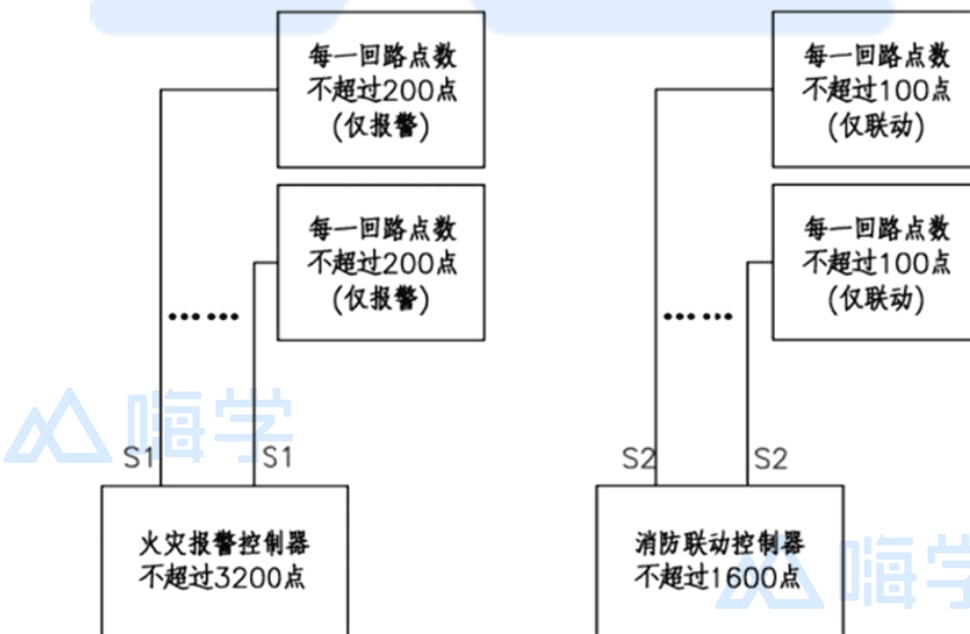 每一回路点数
不超过200点
(仅报警)
每一回路点数
不超过100点
(仅联动)
每一回路点数
不超过200点
(仅报警)
每一回路点数
不超过100点
(仅联动)
嗨学
S1
S1
S2
S2
火灾报警控制器
不超过3200点
消防联动控制器
不超过1600点
嗨学